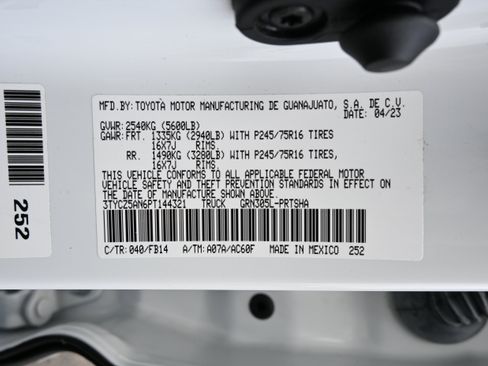 MFD.BY:TOYOTA MOTOR MANUFACTURING DE GUANAJUATO, S.A. DE C.V.
DATE: 04/23
GVWR:2540KG (5600LB)
GAWR:FRT. 1335KG (2940LB) WITH P245/75R16 TIRES
16X7J RIMS,
RR. 1490KG (3280LB) WITH P245/75R16 TIRES,
16X7J RIMS.
THIS VEHICLE CONFORMS TO ALL APPLICABLE FEDERAL MOTOR
VEHICLE SAFETY AND THEFT PREVENTION STANDARDS IN EFFECT ON
THE DATE OF MANUFACTURE SHOWN ABOVE.
3TYCZ5AN6PT144321 TRUCK GRN305L-PRTSHA
C/TR:040/FB14 A/TM:A07A/AC60F MADE IN MEXICO 252
252